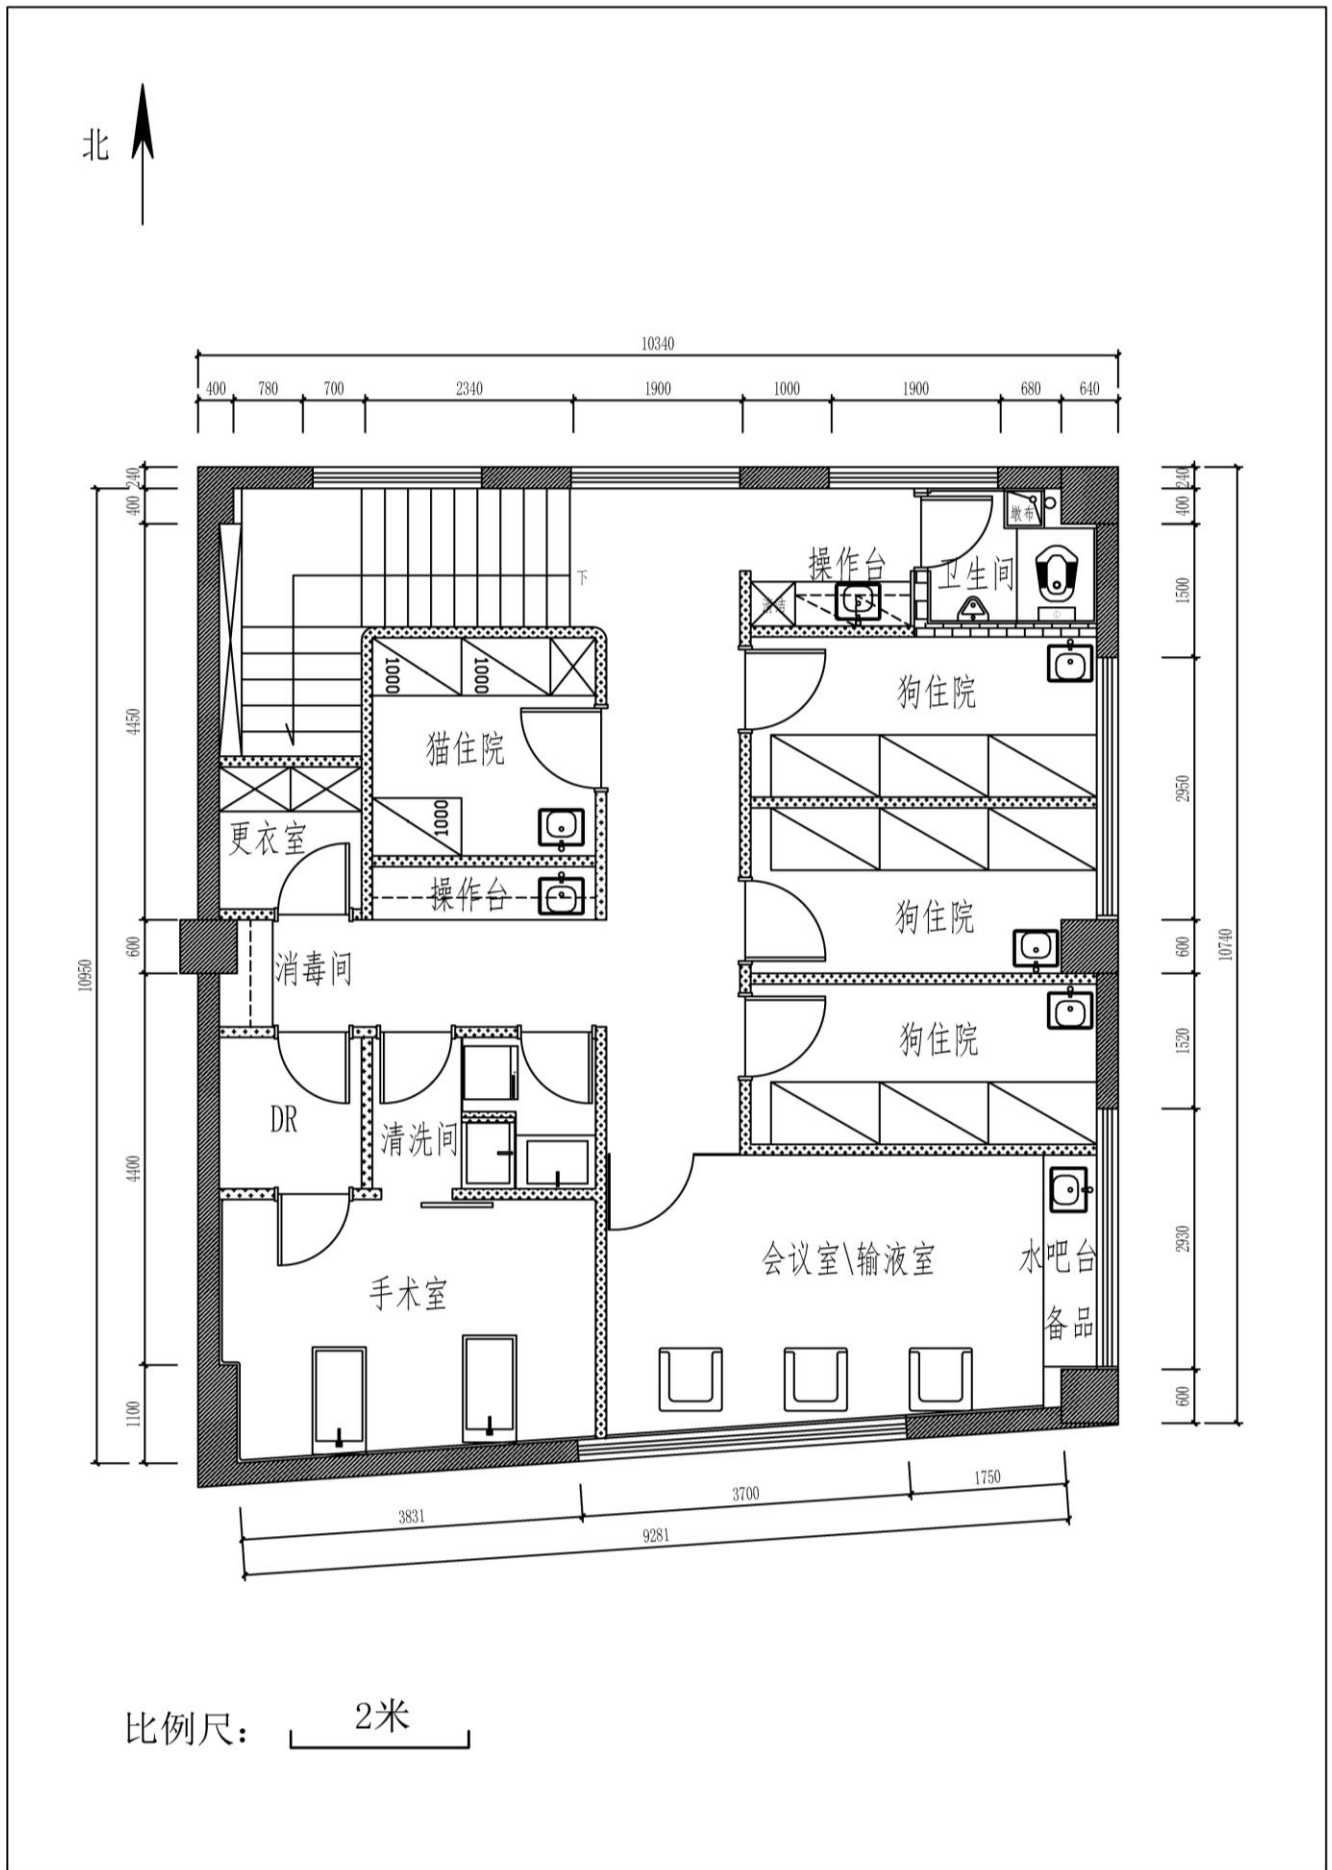 北
10340
400
780
700
2340
1900
1000
1900
680
640
240
400
240
400
下
操作台
墩布
卫生间
1500
1000
1000
狗住院
4450
猫住院
2950
1000
更衣室
操作台
狗住院
600
消毒间
600
10950
10740
狗住院
1520
DR
清洗间
4400
会议室\输液室
水吧台
2930
手术室
备品
1100
600
1750
3700
3831
9281
比例尺：
2米